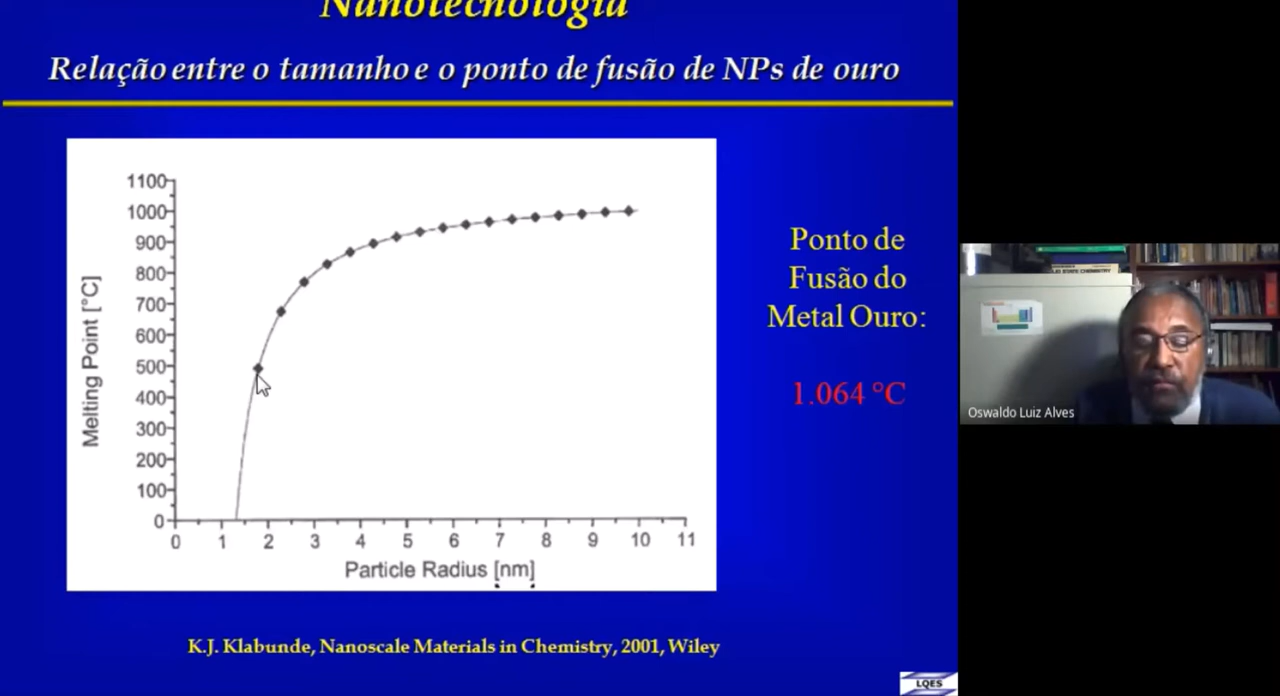 Nanotecnologia
Relação entre o tamanho e o ponto de fusão de NPs de ouro
1100
1000
900
800
700
600
500
400
300
200
100
0
Melting Point [°C]
0 1 2 3 4 5 6 7 8 9 10 11
Particle Radius [nm]
Ponto de
Fusão do
Metal Ouro:
1.064 °C
K.J. Klabunde, Nanoscale Materials in Chemistry, 2001, Wiley
LQES
Oswaldo Luiz Alves